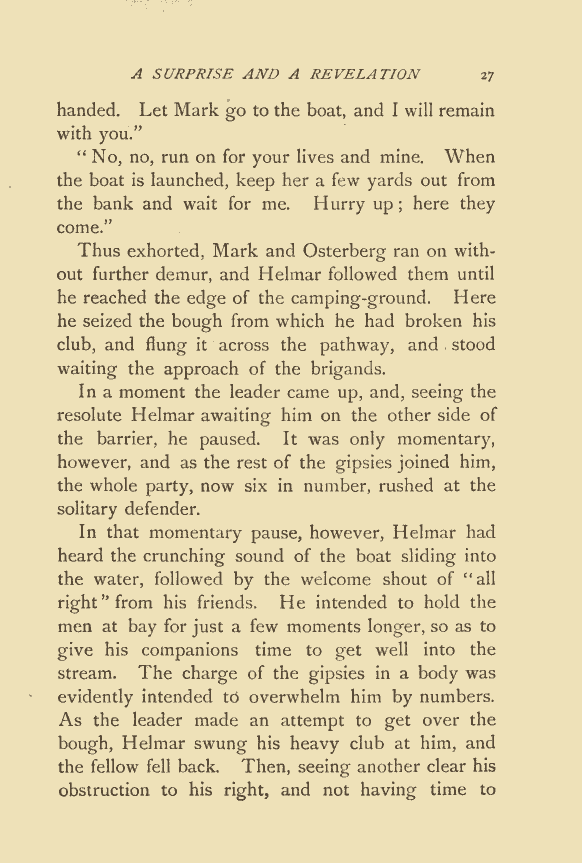 A SURPRISE AND A REVELATION 27
handed. Let Mark go to the boat, and I will remain
with you.”
“ No, no, run on for your lives and mine. When
the boat is launched, keep her a few yards out from
the bank and wait for me. Hurry up ; here they
come.”
Thus exhorted, Mark and Osterberg ran on with-
out further demur, and Helmar followed them until
he reached the edge of the camping-ground. Here
he seized the bough from which he had broken his
club, and flung it across the pathway, and stood
waiting the approach of the brigands.
In a moment the leader came up, and, seeing the
resolute Helmar awaiting him on the other side of
the barrier, he paused. It was only momentary,
however, and as the rest of the gipsies joined him,
the whole party, now six in number, rushed at the
solitary defender.
In that momentary pause, however, Helmar had
heard the crunching sound of the boat sliding into
the water, followed by the welcome shout of “all
right” from his friends. He intended to hold the
men at bay for just a few moments longer, so as to
give his companions time to get well into the
stream. The charge of the gipsies in a body was
evidently intended to overwhelm him by numbers.
As the leader made an attempt to get over the
bough, Helmar swung his heavy club at him, and
the fellow fell back. Then, seeing another clear his
obstruction to his right, and not having time to